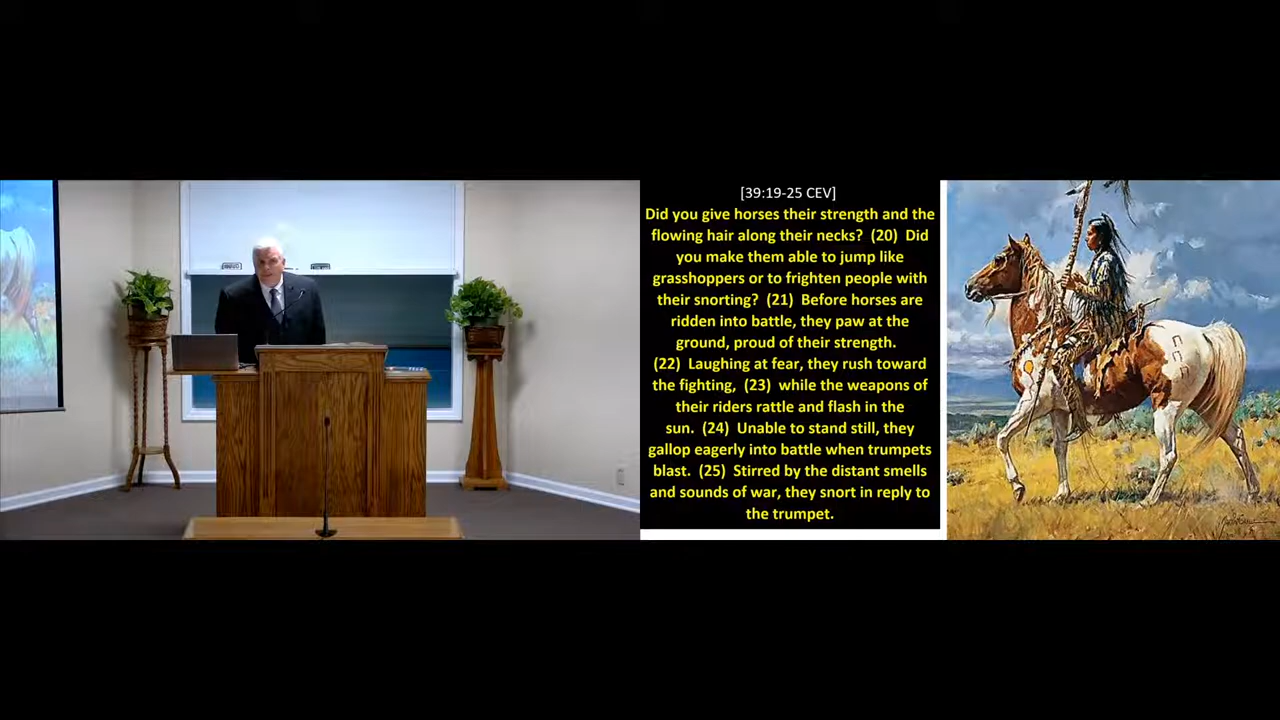 [39:19-25 CEV]
Did you give horses their strength and the
flowing hair along their necks? (20) Did
you make them able to jump like
grasshoppers or to frighten people with
their snorting? (21) Before horses are
ridden into battle, they paw at the
ground, proud of their strength.
(22) Laughing at fear, they rush toward
the fighting, (23) while the weapons of
their riders rattle and flash in the
sun. (24) Unable to stand still, they
gallop eagerly into battle when trumpets
blast. (25) Stirred by the distant smells
and sounds of war, they snort in reply to
the trumpet.